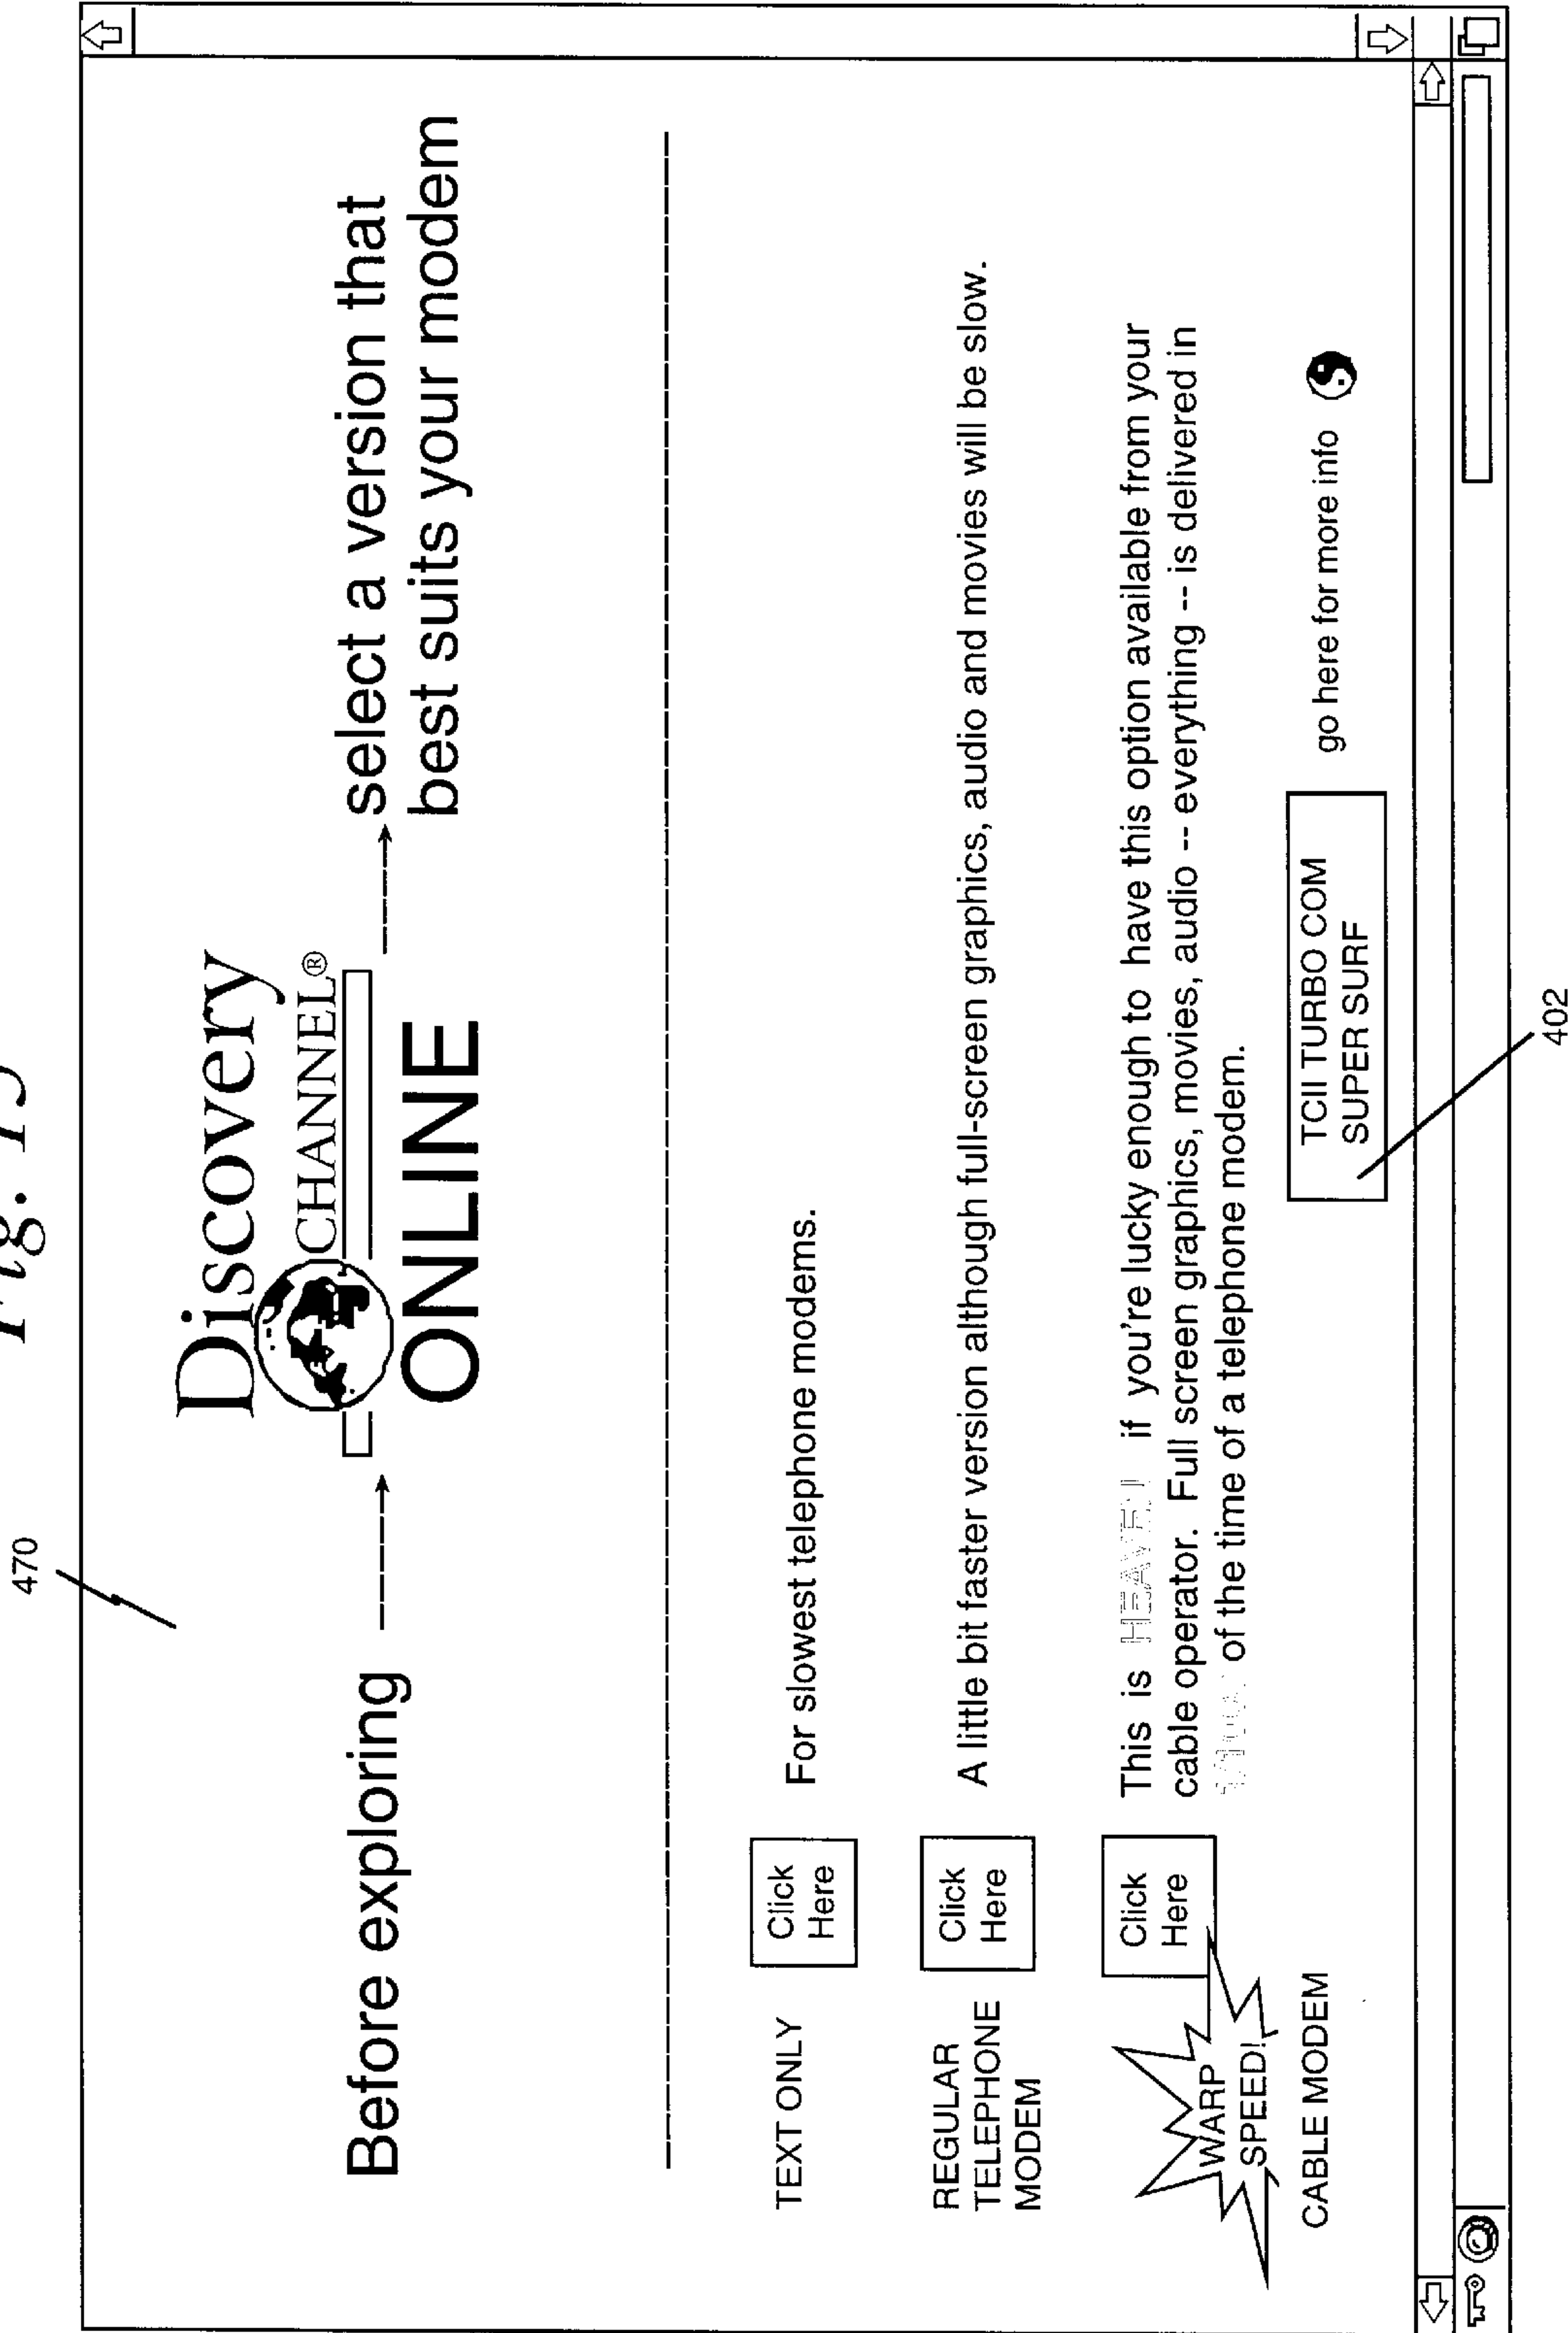 470
Before exploring
Discovery
CHANNEL®
ONLINE
select a version that
best suits your modem
TEXT ONLY
Click
Here
For slowest telephone modems.
REGULAR
TELEPHONE
MODEM
Click
Here
A little bit faster version although full-screen graphics, audio and movies will be slow.
WARP
SPEED!
CABLE MODEM
Click
Here
This is HEAVEN if you're lucky enough to have this option available from your
cable operator. Full screen graphics, movies, audio -- everything -- is delivered in
of the time of a telephone modem.
TCII TURBO COM
SUPER SURF
go here for more info
402